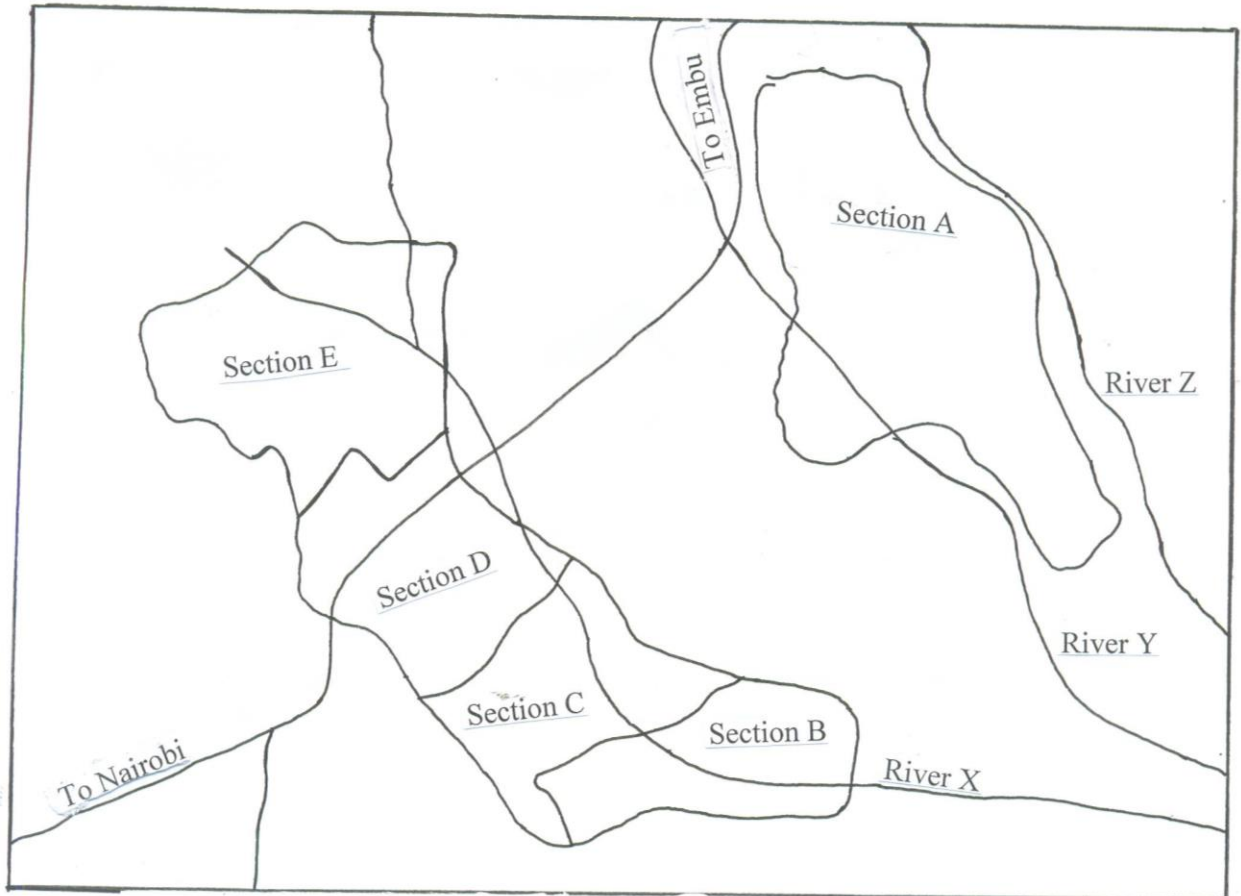 To Embu
Section A
Section E
River Z
Section D
River Y
Section C
Section B
To Nairobi
River X